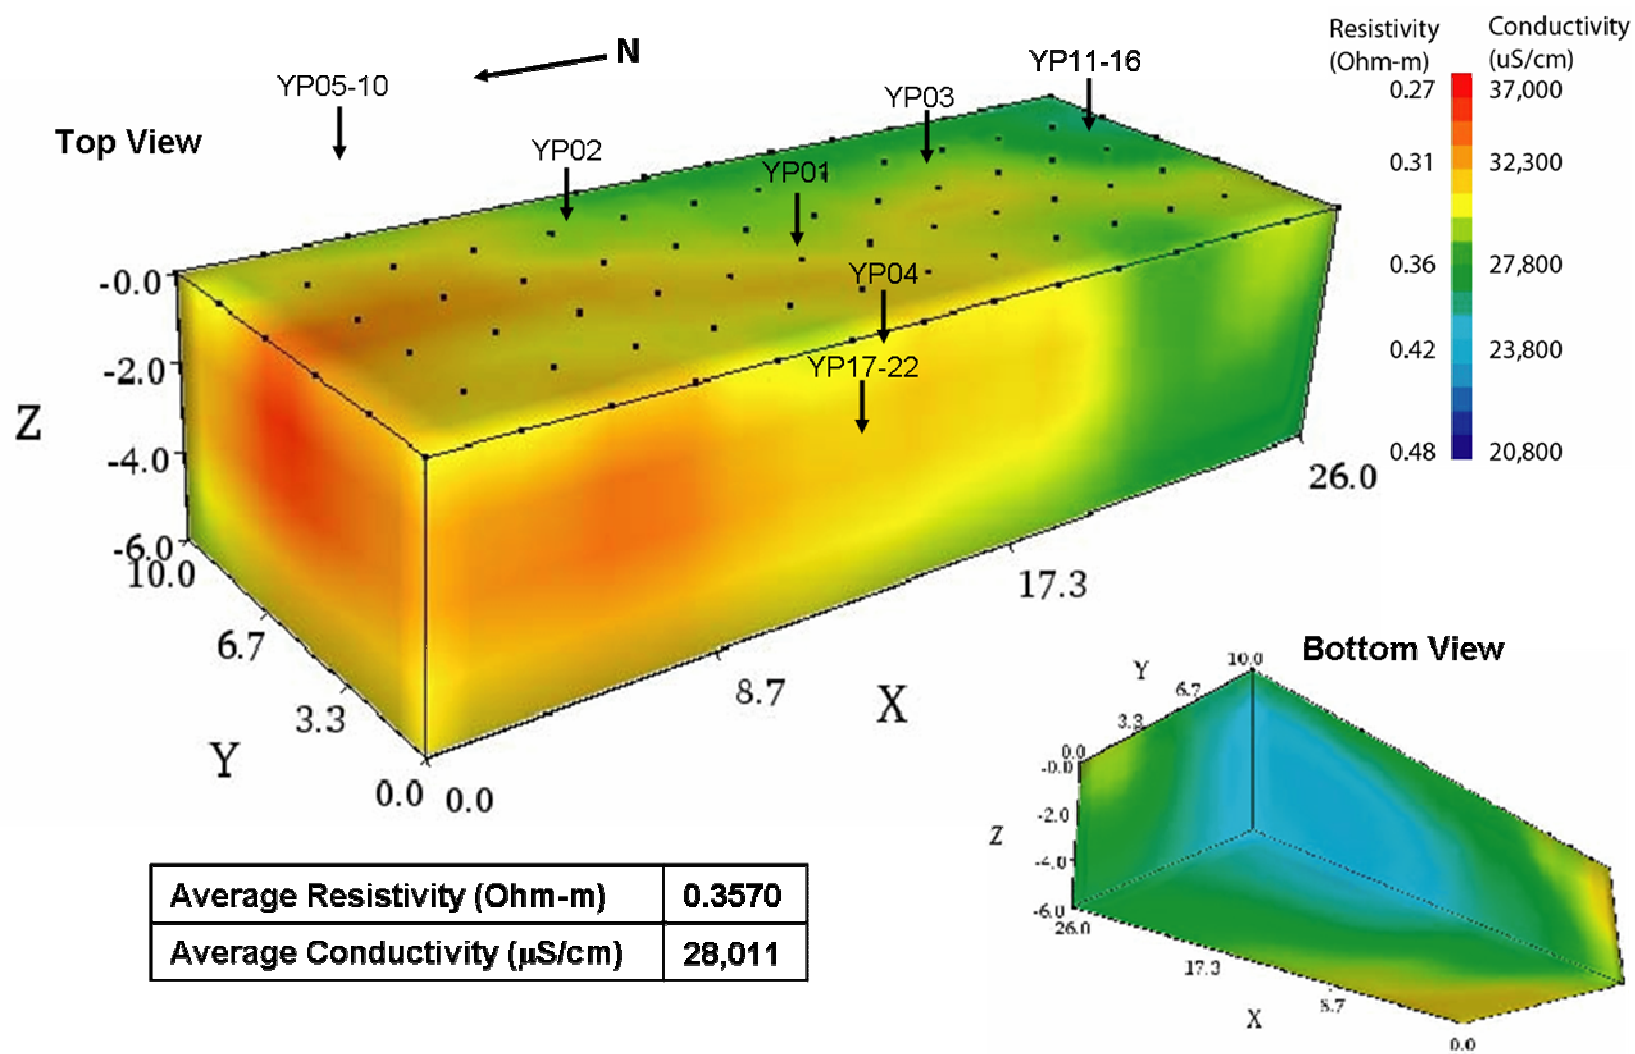 Resistivity
(Ohm-m)
Conductivity
(uS/cm)
0.27
37,000
0.31
32,300
0.36
27,800
0.42
23,800
0.48
20,800
N
YP05-10
YP11-16
YP03
Top View
YP02
YP01
YP04
YP17-22
-0.0
-2.0
Z
-4.0
-6.0
10.0
6.7
3.3
Y
0.0
0.0
8.7
X
17.3
26.0
Bottom View
Y
10.0
6.7
3.3
0.0
-0.0
-2.0
Z
-4.0
-6.0
26.0
17.3
X
8.7
0.0
Average Resistivity (Ohm-m) 0.3570
Average Conductivity (µS/cm) 28,011